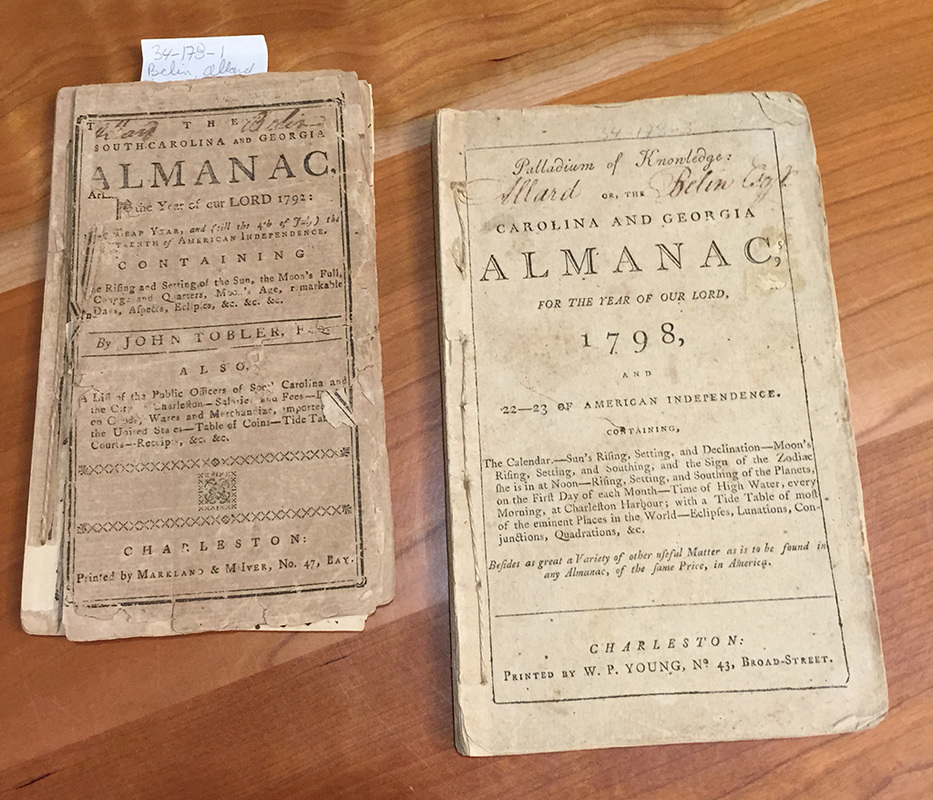 34-178-1
Belin, Allard
THE
Allard Belin
SOUTH-CAROLINA AND GEORGIA
ALMANAC,
the Year of our LORD 1792:
LEAP YEAR, and (till the 4th of July,) the
of AMERICAN INDEPENDENCE.
CONTAINING
Rising and Setting of the Sun, the Moon's Full,
Change and Quarters, Moon's Age, remarkable
Days, Aspects, Eclipses, &c. &c. &c.
By JOHN TOBLER,
ALSO,
A List of the Public Officers of South Carolina and
the City Charleston—Salaries and Fees—
on Goods, Wares and Merchandize, imported
the United States—Table of Coins—Tide
Courts—Receipts, &c. &c.
CHARLESTON:
Printed by MARKLAND & M'IVER, No. 47, BAY.
34-178-3
Palladium of Knowledge:
Allard OR, THE Belin Esqr
CAROLINA AND GEORGIA
ALMANAC,
FOR THE YEAR OF OUR LORD,
1798,
AND
22—23 OF AMERICAN INDEPENDENCE.
CONTAINING,
The Calendar.—Sun's Rising, Setting, and Declination—Moon's
Rising, Setting, and Southing, and the Sign of the Zodiac
she is in at Noon—Rising, Setting, and Southing of the Planets,
on the First Day of each Month—Time of High Water, every
Morning, at Charleston Harbour; with a Tide Table of most
of the eminent Places in the World—Eclipses, Lunations, Con-
junctions, Quadrations, &c.
Besides as great a Variety of other useful Matter as is to be found in
any Almanac, of the same Price, in America.
CHARLESTON:
PRINTED BY W. P. YOUNG, No 43, BROAD-STREET.